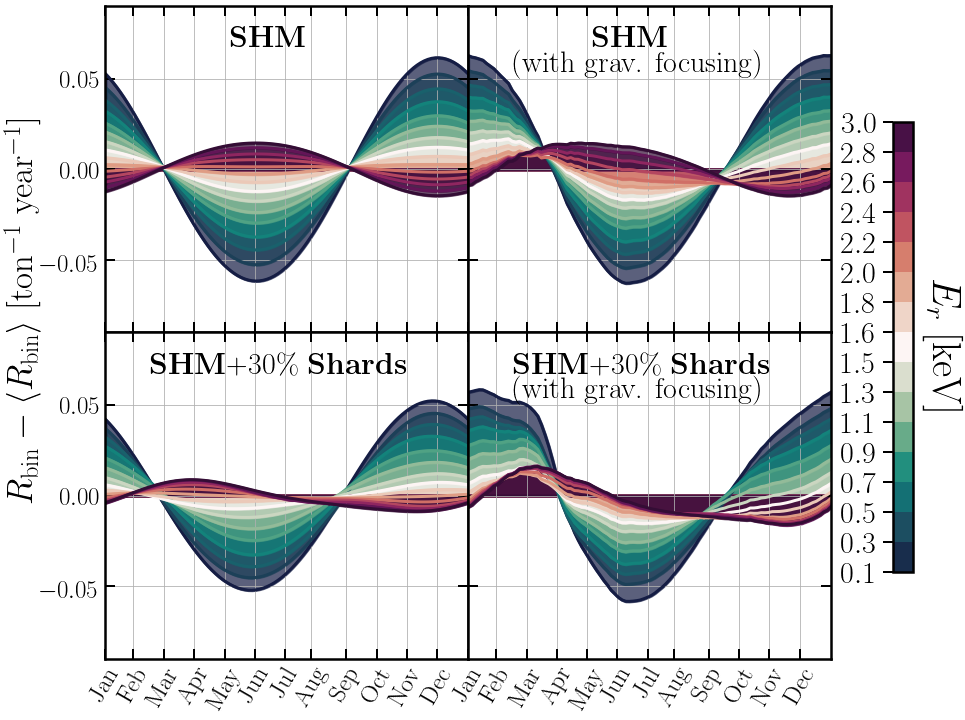 SHM
SHM
(with grav. focusing)
0.05
0.00
−0.05
R_bin − ⟨R_bin⟩ [ton⁻¹ year⁻¹]
SHM+30% Shards
SHM+30% Shards
(with grav. focusing)
0.05
0.00
−0.05
Jan Feb Mar Apr May Jun Jul Aug Sep Oct Nov Dec
Jan Feb Mar Apr May Jun Jul Aug Sep Oct Nov Dec
3.0
2.8
2.6
2.4
2.2
2.0
1.8
1.6
1.5
1.3
1.1
0.9
0.7
0.5
0.3
0.1
E_r [keV]